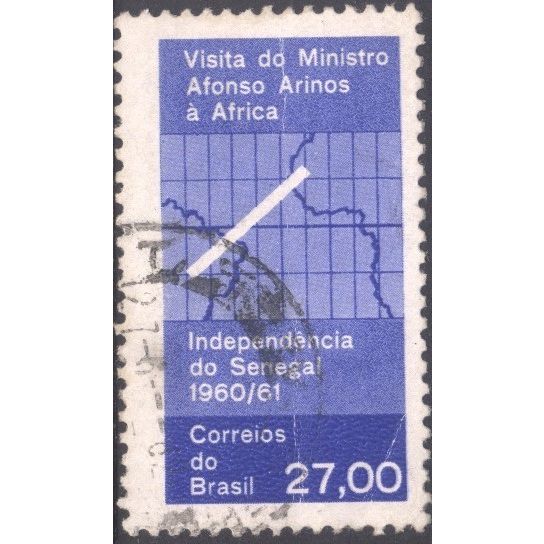 Visita do Ministro
Afonso Arinos
à Africa
Independência
do Senegal
1960/61
Correios
do
Brasil
27,00